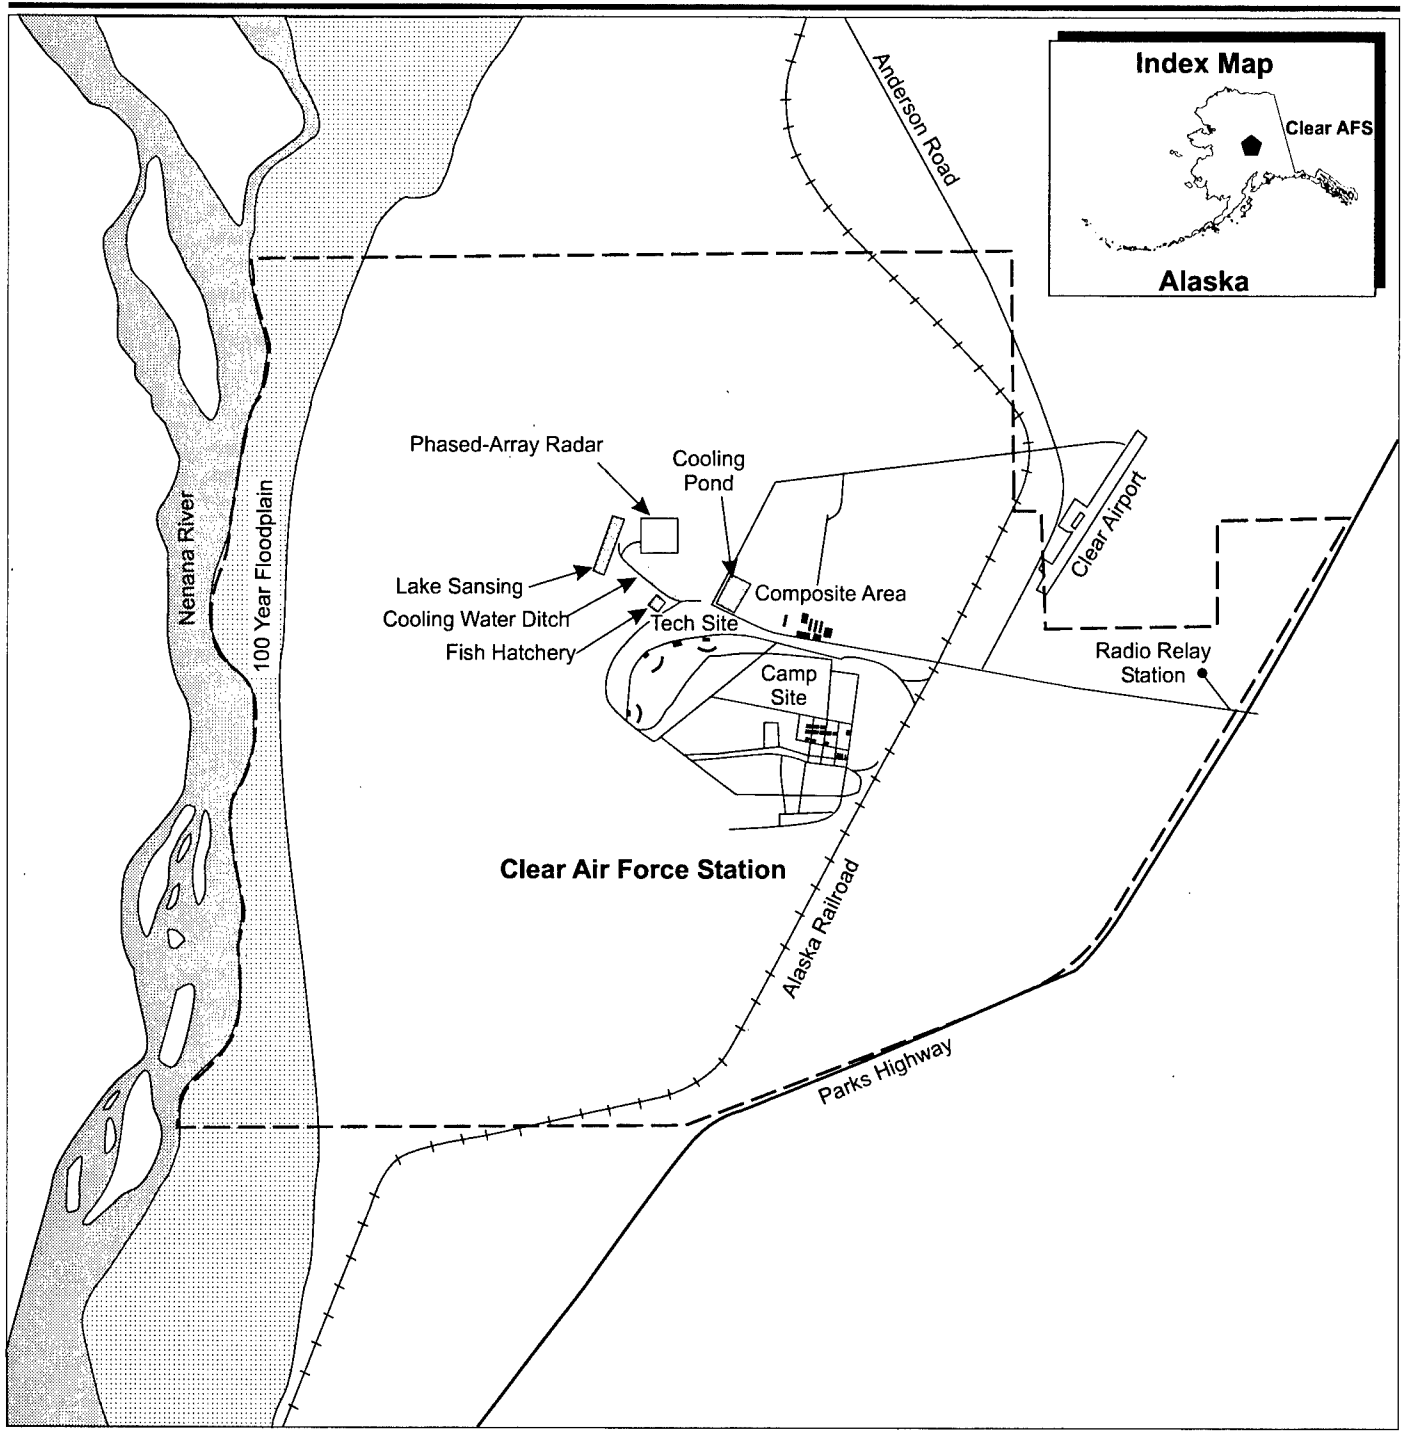 Index Map
Clear AFS
Alaska
Anderson Road
Phased-Array Radar
Cooling
Pond
Nenana River
100 Year Floodplain
Clear Airport
Lake Sansing
Composite Area
Cooling Water Ditch
Tech Site
Fish Hatchery
Radio Relay
Station
Camp
Site
Clear Air Force Station
Alaska Railroad
Parks Highway